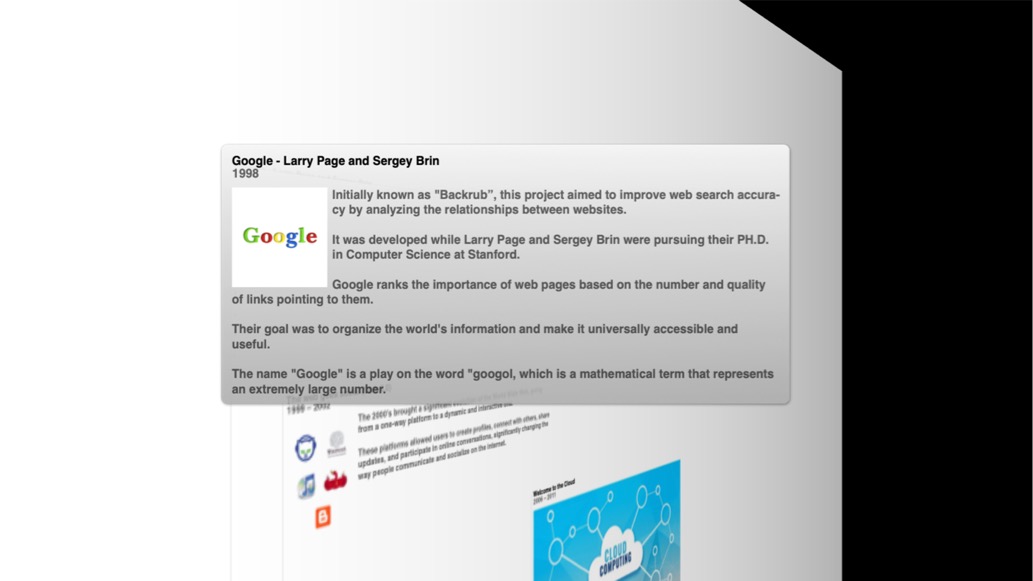 Google - Larry Page and Sergey Brin
1998
Initially known as "Backrub”, this project aimed to improve web search accura-
cy by analyzing the relationships between websites.
Google
It was developed while Larry Page and Sergey Brin were pursuing their PH.D.
in Computer Science at Stanford.
Google ranks the importance of web pages based on the number and quality
of links pointing to them.
Their goal was to organize the world's information and make it universally accessible and
useful.
The name "Google" is a play on the word "googol, which is a mathematical term that represents
an extremely large number.
1999 – 2002
The 2000's brought a significant
from a one-way platform to a dynamic and interactive
These platforms allowed users to create profiles, connect with others, share
updates, and participate in online conversations, significantly changing the
way people communicate and socialize on the internet.
Welcome to the Cloud
CLOUD
COMPUTING